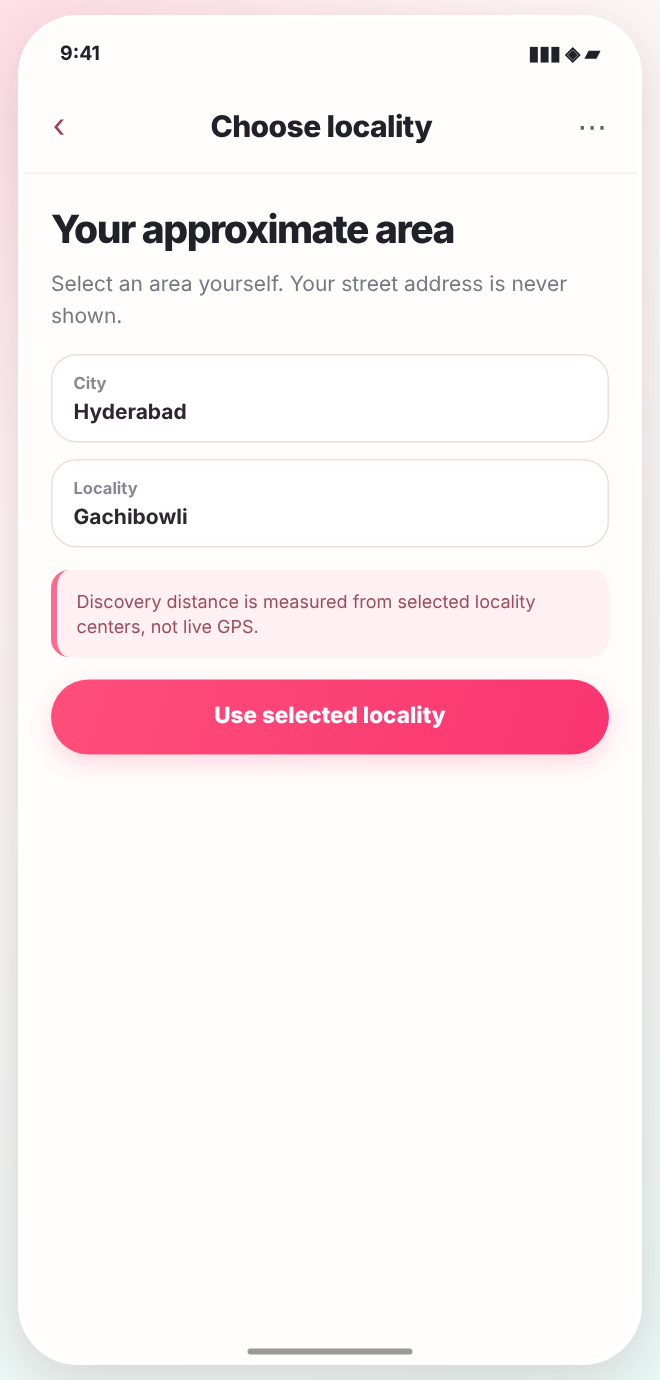 9:41
Choose locality
Your approximate area
Select an area yourself. Your street address is never
shown.
City
Hyderabad
Locality
Gachibowli
Discovery distance is measured from selected locality
centers, not live GPS.
Use selected locality